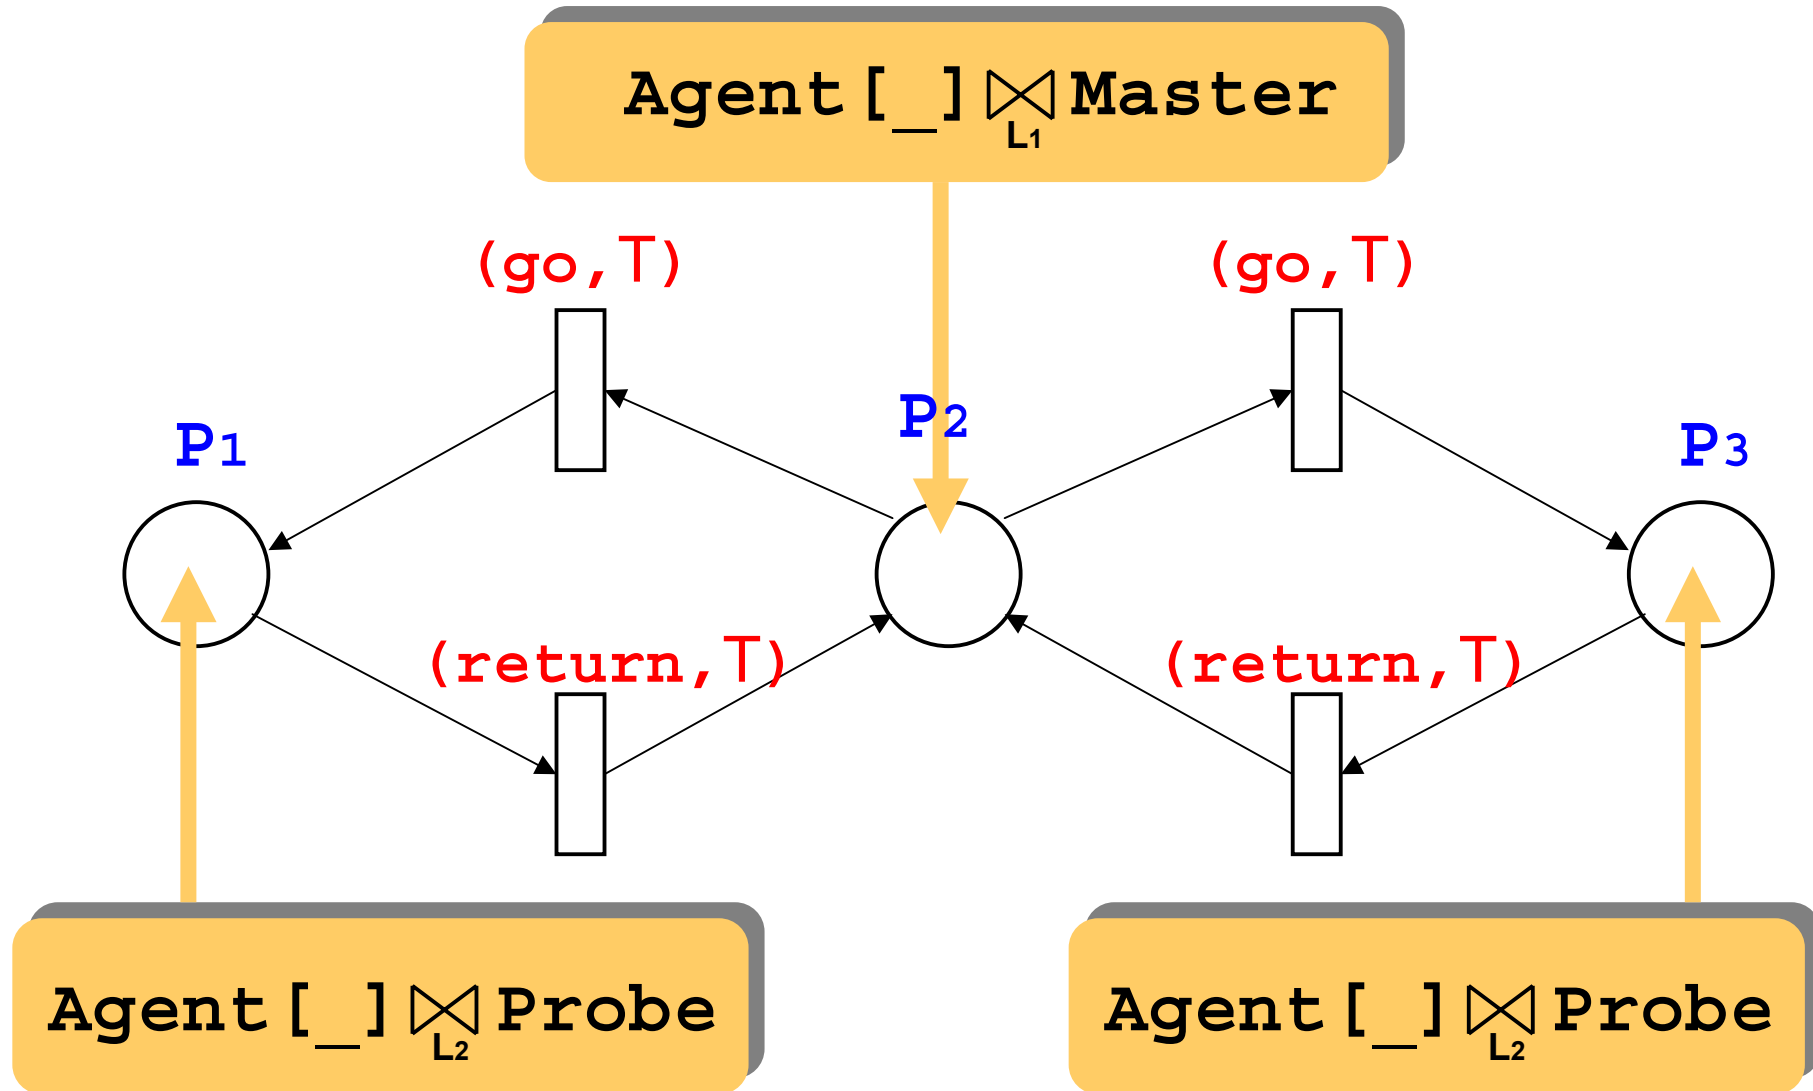 Agent[_]⋈Master
L1
(go,T) (go,T)
P2
P1 P3
(return,T) (return,T)
Agent[_]⋈Probe Agent[_]⋈Probe
L2 L2